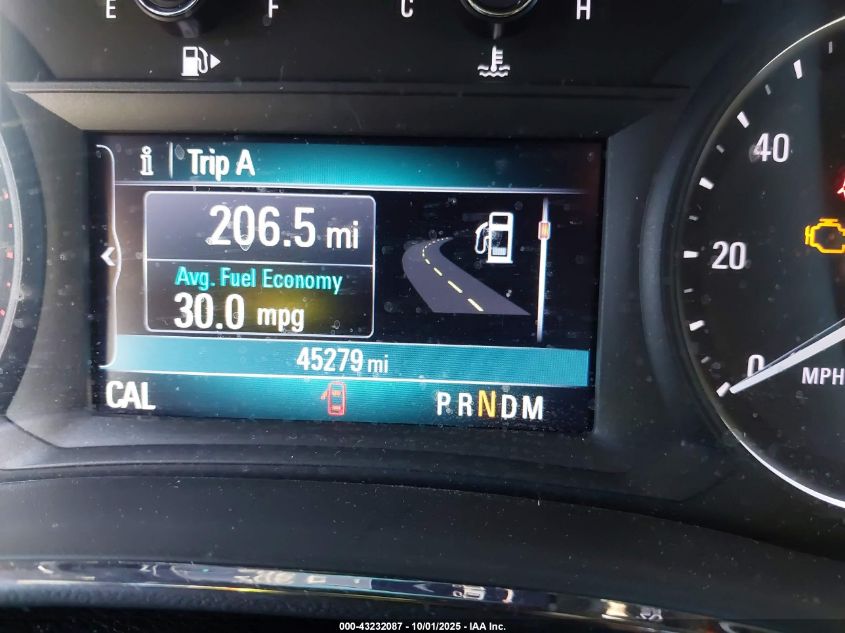 E F C H
i Trip A
206.5 mi
Avg. Fuel Economy
30.0 mpg
45279 mi
CAL PRNDM
40
20
0
MPH
000-43232087 - 10/01/2025 - IAA Inc.